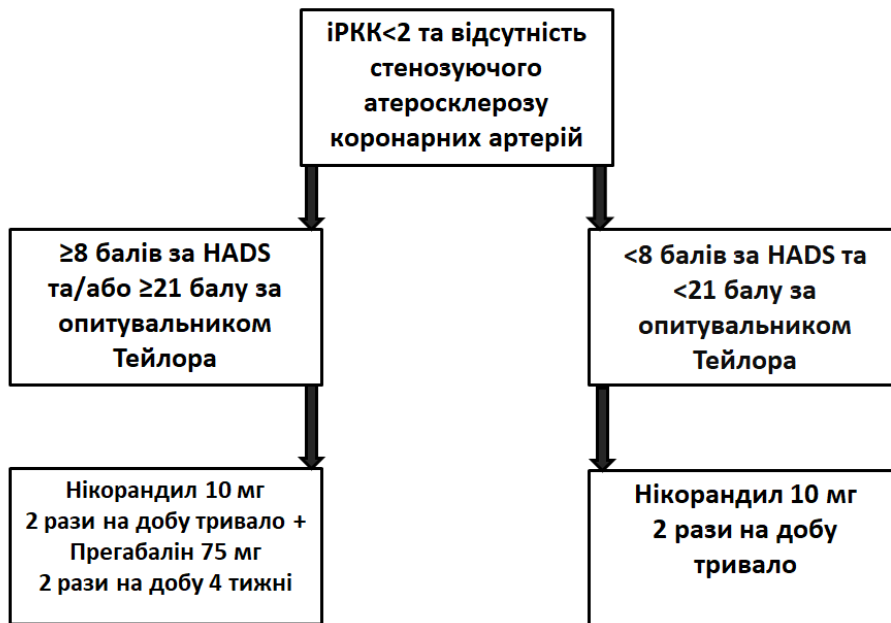 іРКК<2 та відсутність
стенозуючого
атеросклерозу
коронарних артерій
≥8 балів за HADS
та/або ≥21 балу за
опитувальником
Тейлора
<8 балів за HADS та
<21 балу за
опитувальником
Тейлора
Нікорандил 10 мг
2 рази на добу тривало +
Прегабалін 75 мг
2 рази на добу 4 тижні
Нікорандил 10 мг
2 рази на добу
тривало